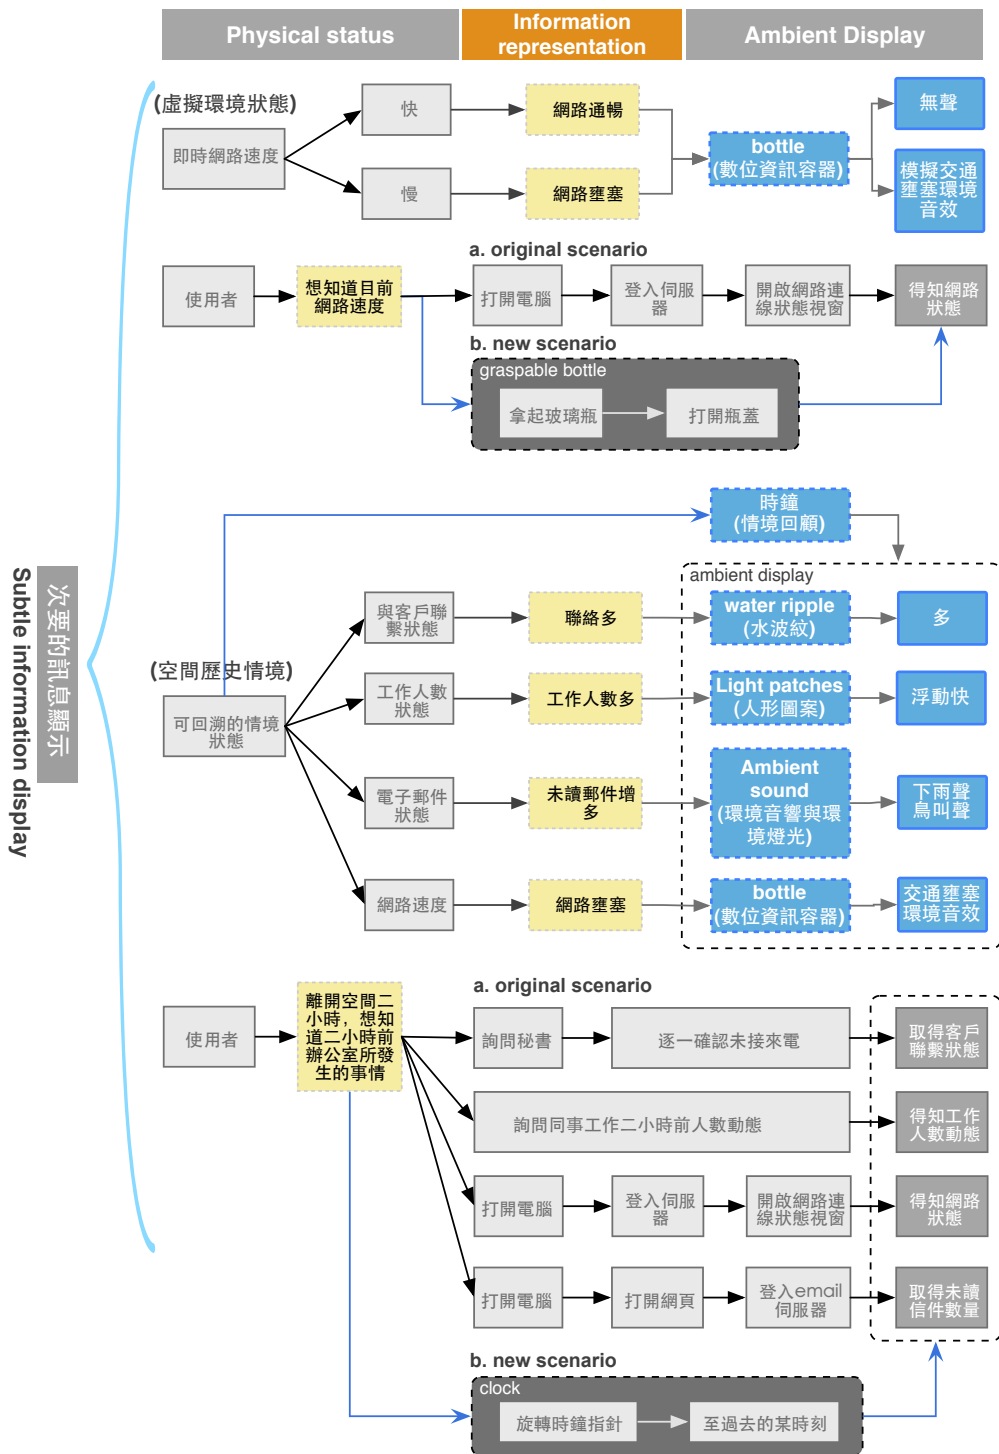 Physical status
Information
representation
Ambient Display
(虛擬環境狀態)
即時網路速度
快
慢
網路通暢
網路壅塞
bottle
(數位資訊容器)
無聲
模擬交通
壅塞環境
音效
a. original scenario
使用者
想知道目前
網路速度
打開電腦
登入伺服
器
開啟網路連
線狀態視窗
得知網路
狀態
b. new scenario
graspable bottle
拿起玻璃瓶
打開瓶蓋
次要的訊息顯示
Subtle information display
時鐘
(情境回顧)
ambient display
(空間歷史情境)
可回溯的情境
狀態
與客戶聯
繫狀態
聯絡多
water ripple
(水波紋)
多
工作人數
狀態
工作人數多
Light patches
(人形圖案)
浮動快
電子郵件
狀態
未讀郵件增
多
Ambient
sound
(環境音響與環
境燈光)
下雨聲
鳥叫聲
網路速度
網路壅塞
bottle
(數位資訊容器)
交通壅塞
環境音效
a. original scenario
使用者
離開空間二
小時，想知
道二小時前
辦公室所發
生的事情
詢問秘書
逐一確認未接來電
取得客戶
聯繫狀態
詢問同事工作二小時前人數動態
得知工作
人數動態
打開電腦
登入伺服
器
開啟網路連
線狀態視窗
得知網路
狀態
打開電腦
打開網頁
登入email
伺服器
取得未讀
信件數量
b. new scenario
clock
旋轉時鐘指針
至過去的某時刻